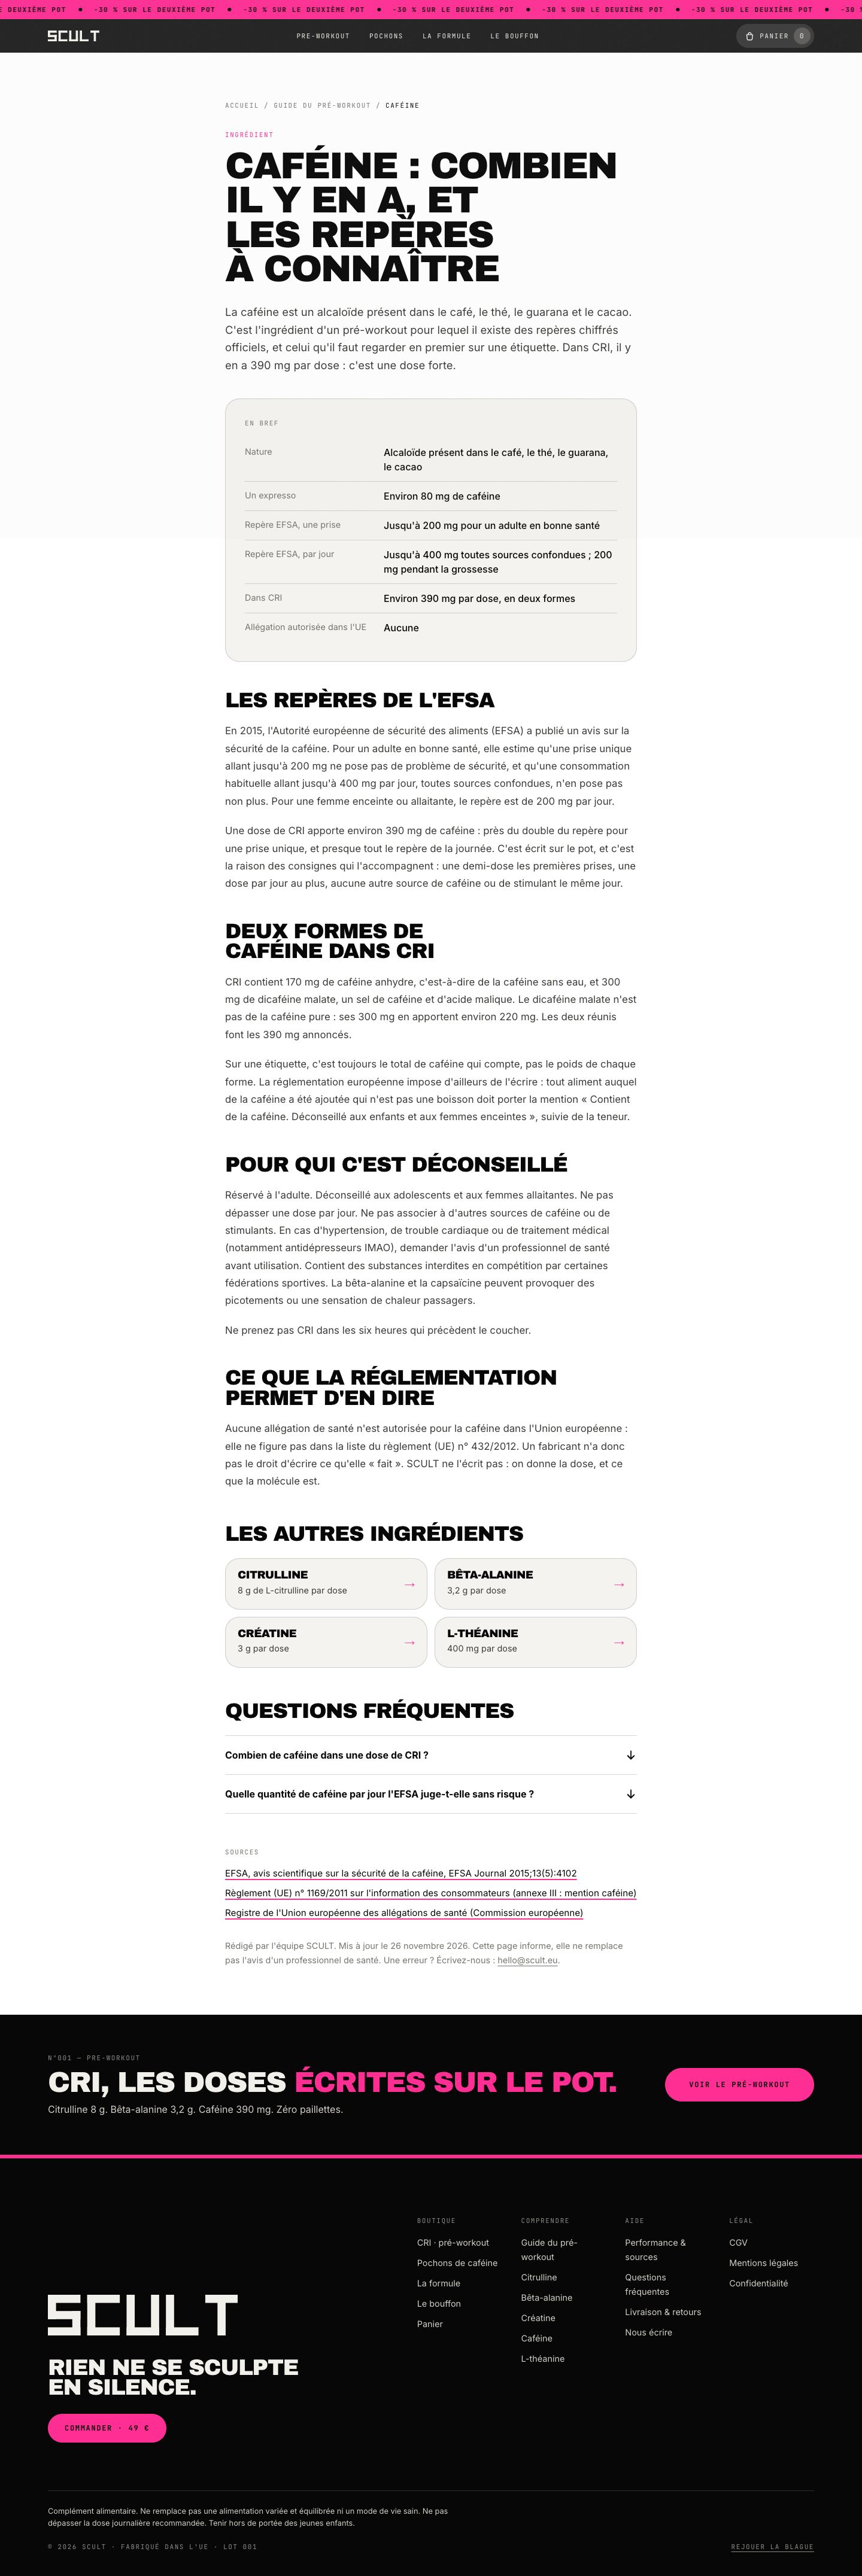 E DEUXIÈME POT • -30 % SUR LE DEUXIÈME POT • -30 % SUR LE DEUXIÈME POT • -30 % SUR LE DEUXIÈME POT • -30 % SUR LE DEUXIÈME POT • -30 % SUR LE DEUXIÈME POT • -30 %
SCULT
PRE-WORKOUT
POCHONS
LA FORMULE
LE BOUFFON
PANIER 0
ACCUEIL / GUIDE DU PRÉ-WORKOUT / CAFÉINE
INGRÉDIENT
CAFÉINE : COMBIEN
IL Y EN A, ET
LES REPÈRES
À CONNAÎTRE
La caféine est un alcaloïde présent dans le café, le thé, le guarana et le cacao.
C'est l'ingrédient d'un pré-workout pour lequel il existe des repères chiffrés
officiels, et celui qu'il faut regarder en premier sur une étiquette. Dans CRI, il y
en a 390 mg par dose : c'est une dose forte.
EN BREF
Nature
Alcaloïde présent dans le café, le thé, le guarana,
le cacao
Un expresso
Environ 80 mg de caféine
Repère EFSA, une prise
Jusqu'à 200 mg pour un adulte en bonne santé
Repère EFSA, par jour
Jusqu'à 400 mg toutes sources confondues ; 200
mg pendant la grossesse
Dans CRI
Environ 390 mg par dose, en deux formes
Allégation autorisée dans l'UE
Aucune
LES REPÈRES DE L'EFSA
En 2015, l'Autorité européenne de sécurité des aliments (EFSA) a publié un avis sur la
sécurité de la caféine. Pour un adulte en bonne santé, elle estime qu'une prise unique
allant jusqu'à 200 mg ne pose pas de problème de sécurité, et qu'une consommation
habituelle allant jusqu'à 400 mg par jour, toutes sources confondues, n'en pose pas
non plus. Pour une femme enceinte ou allaitante, le repère est de 200 mg par jour.
Une dose de CRI apporte environ 390 mg de caféine : près du double du repère pour
une prise unique, et presque tout le repère de la journée. C'est écrit sur le pot, et c'est
la raison des consignes qui l'accompagnent : une demi-dose les premières prises, une
dose par jour au plus, aucune autre source de caféine ou de stimulant le même jour.
DEUX FORMES DE
CAFÉINE DANS CRI
CRI contient 170 mg de caféine anhydre, c'est-à-dire de la caféine sans eau, et 300
mg de dicaféine malate, un sel de caféine et d'acide malique. Le dicaféine malate n'est
pas de la caféine pure : ses 300 mg en apportent environ 220 mg. Les deux réunis
font les 390 mg annoncés.
Sur une étiquette, c'est toujours le total de caféine qui compte, pas le poids de chaque
forme. La réglementation européenne impose d'ailleurs de l'écrire : tout aliment auquel
de la caféine a été ajoutée qui n'est pas une boisson doit porter la mention « Contient
de la caféine. Déconseillé aux enfants et aux femmes enceintes », suivie de la teneur.
POUR QUI C'EST DÉCONSEILLÉ
Réservé à l'adulte. Déconseillé aux adolescents et aux femmes allaitantes. Ne pas
dépasser une dose par jour. Ne pas associer à d'autres sources de caféine ou de
stimulants. En cas d'hypertension, de trouble cardiaque ou de traitement médical
(notamment antidépresseurs IMAO), demander l'avis d'un professionnel de santé
avant utilisation. Contient des substances interdites en compétition par certaines
fédérations sportives. La bêta-alanine et la capsaïcine peuvent provoquer des
picotements ou une sensation de chaleur passagers.
Ne prenez pas CRI dans les six heures qui précèdent le coucher.
CE QUE LA RÉGLEMENTATION
PERMET D'EN DIRE
Aucune allégation de santé n'est autorisée pour la caféine dans l'Union européenne :
elle ne figure pas dans la liste du règlement (UE) n° 432/2012. Un fabricant n'a donc
pas le droit d'écrire ce qu'elle « fait ». SCULT ne l'écrit pas : on donne la dose, et ce
que la molécule est.
LES AUTRES INGRÉDIENTS
CITRULLINE
8 g de L-citrulline par dose
→
BÊTA-ALANINE
3,2 g par dose
→
CRÉATINE
3 g par dose
→
L-THÉANINE
400 mg par dose
→
QUESTIONS FRÉQUENTES
Combien de caféine dans une dose de CRI ? ↓
Quelle quantité de caféine par jour l'EFSA juge-t-elle sans risque ? ↓
SOURCES
EFSA, avis scientifique sur la sécurité de la caféine, EFSA Journal 2015;13(5):4102
Règlement (UE) n° 1169/2011 sur l'information des consommateurs (annexe III : mention caféine)
Registre de l'Union européenne des allégations de santé (Commission européenne)
Rédigé par l'équipe SCULT. Mis à jour le 26 novembre 2026. Cette page informe, elle ne remplace
pas l'avis d'un professionnel de santé. Une erreur ? Écrivez-nous : hello@scult.eu.
N°001 — PRE-WORKOUT
CRI, LES DOSES ÉCRITES SUR LE POT.
Citrulline 8 g. Bêta-alanine 3,2 g. Caféine 390 mg. Zéro paillettes.
VOIR LE PRÉ-WORKOUT
SCULT
RIEN NE SE SCULPTE
EN SILENCE.
COMMANDER · 49 €
BOUTIQUE
CRI · pré-workout
Pochons de caféine
La formule
Le bouffon
Panier
COMPRENDRE
Guide du pré-
workout
Citrulline
Bêta-alanine
Créatine
Caféine
L-théanine
AIDE
Performance &
sources
Questions
fréquentes
Livraison & retours
Nous écrire
LÉGAL
CGV
Mentions légales
Confidentialité
Complément alimentaire. Ne remplace pas une alimentation variée et équilibrée ni un mode de vie sain. Ne pas
dépasser la dose journalière recommandée. Tenir hors de portée des jeunes enfants.
© 2026 SCULT · FABRIQUÉ DANS L'UE · LOT 001
REJOUER LA BLAGUE